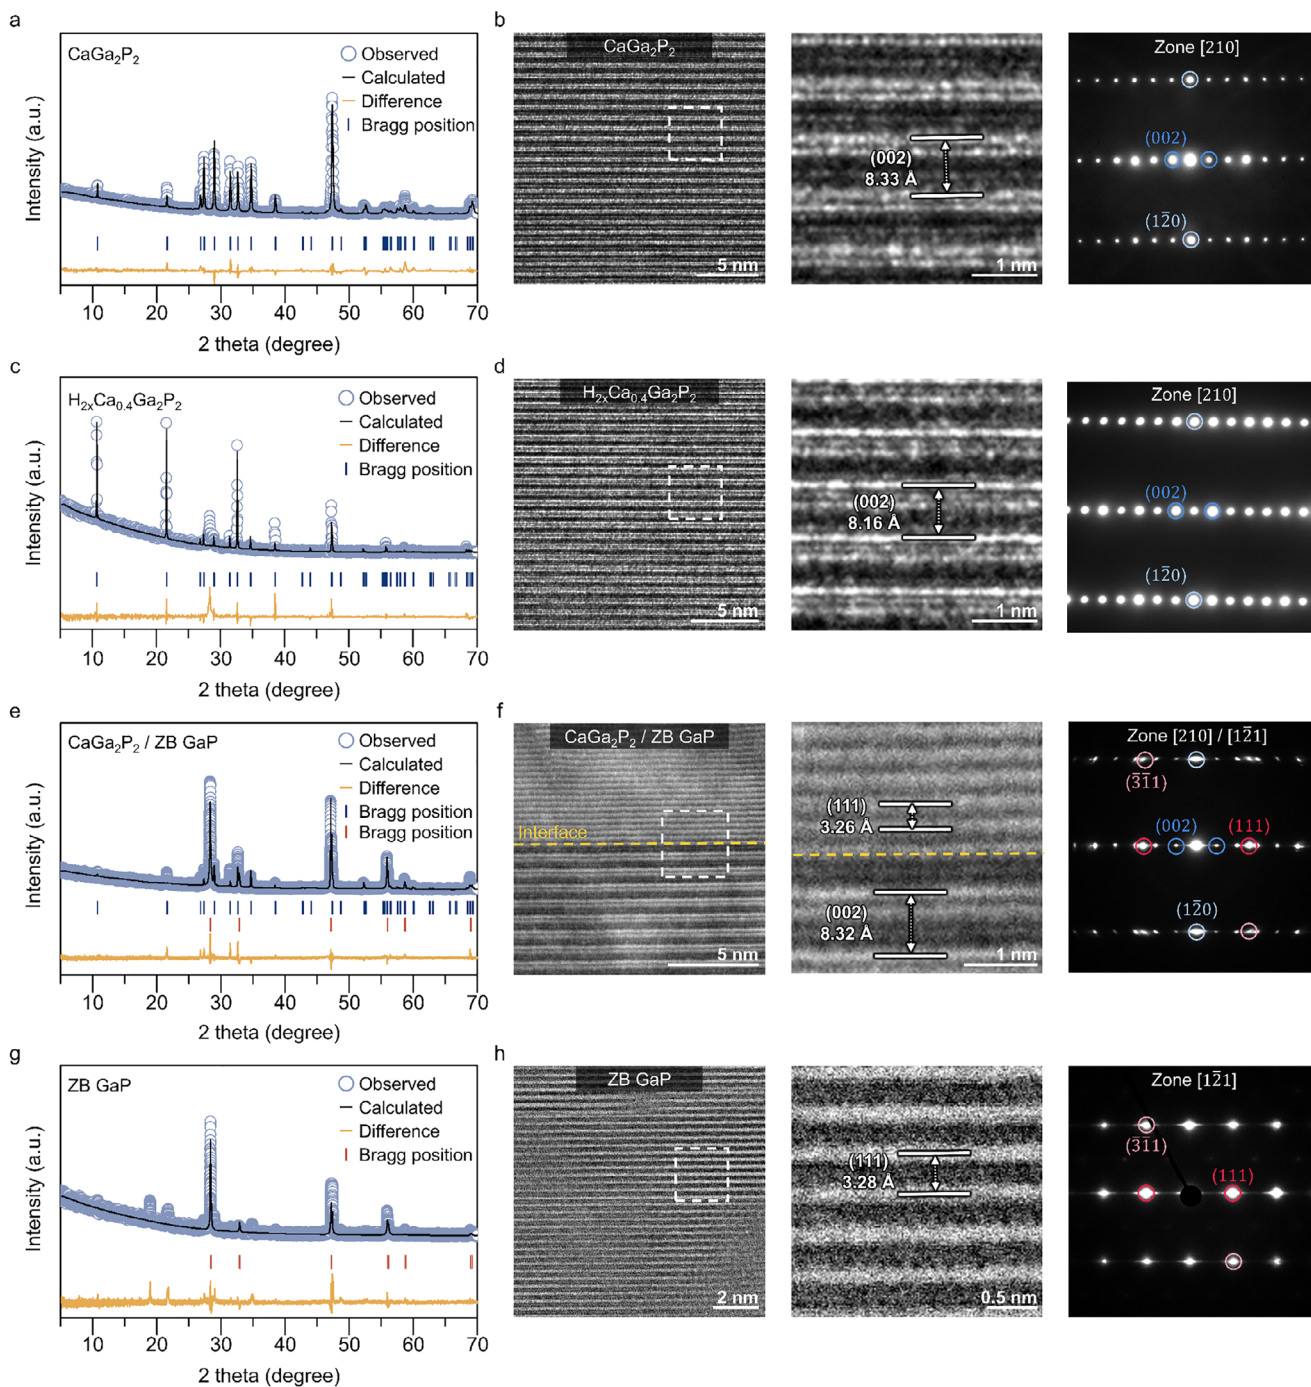 a
CaGa₂P₂
Observed
Calculated
Difference
Bragg position
Intensity (a.u.)
10 20 30 40 50 60 70
2 theta (degree)
b
CaGa₂P₂
5 nm
(002)
8.33 Å
1 nm
Zone [210]
(002)
(1̅20)
c
H₂ₓCa₀.₄Ga₂P₂
Observed
Calculated
Difference
Bragg position
Intensity (a.u.)
10 20 30 40 50 60 70
2 theta (degree)
d
H₂ₓCa₀.₄Ga₂P₂
5 nm
(002)
8.16 Å
1 nm
Zone [210]
(002)
(12̅0)
e
CaGa₂P₂ / ZB GaP
Observed
Calculated
Difference
Bragg position
Bragg position
Intensity (a.u.)
10 20 30 40 50 60 70
2 theta (degree)
f
CaGa₂P₂ / ZB GaP
Interface
5 nm
(111)
3.26 Å
(002)
8.32 Å
1 nm
Zone [210] / [12̅1]
(3̅1̅1)
(002)
(111)
(12̅0)
g
ZB GaP
Observed
Calculated
Difference
Bragg position
Intensity (a.u.)
10 20 30 40 50 60 70
2 theta (degree)
h
ZB GaP
2 nm
(111)
3.28 Å
0.5 nm
Zone [12̅1]
(3̅1̅1)
(111)